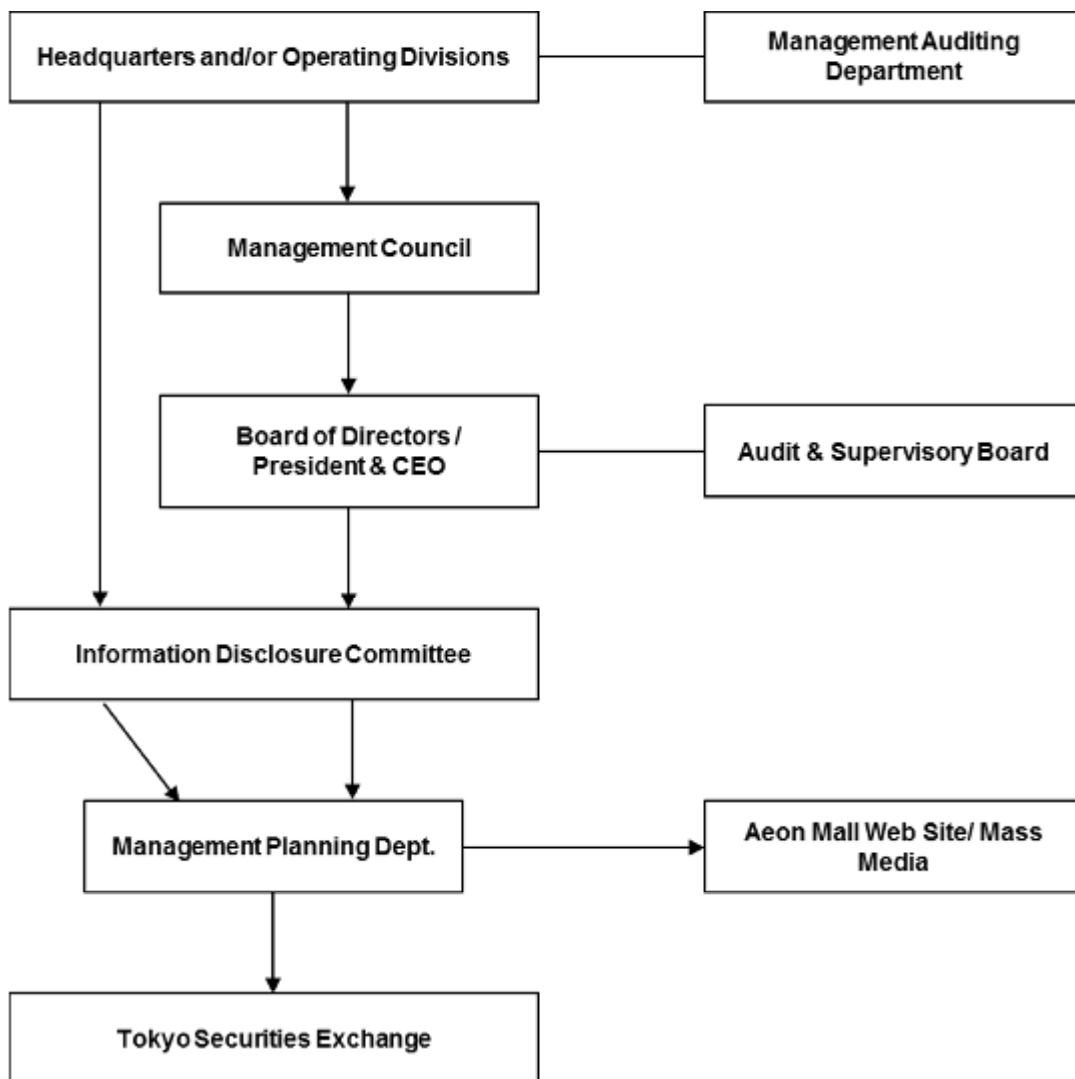 Headquarters and/or Operating Divisions
Management Auditing
Department
Management Council
Board of Directors /
President & CEO
Audit & Supervisory Board
Information Disclosure Committee
Management Planning Dept.
Aeon Mall Web Site/ Mass
Media
Tokyo Securities Exchange